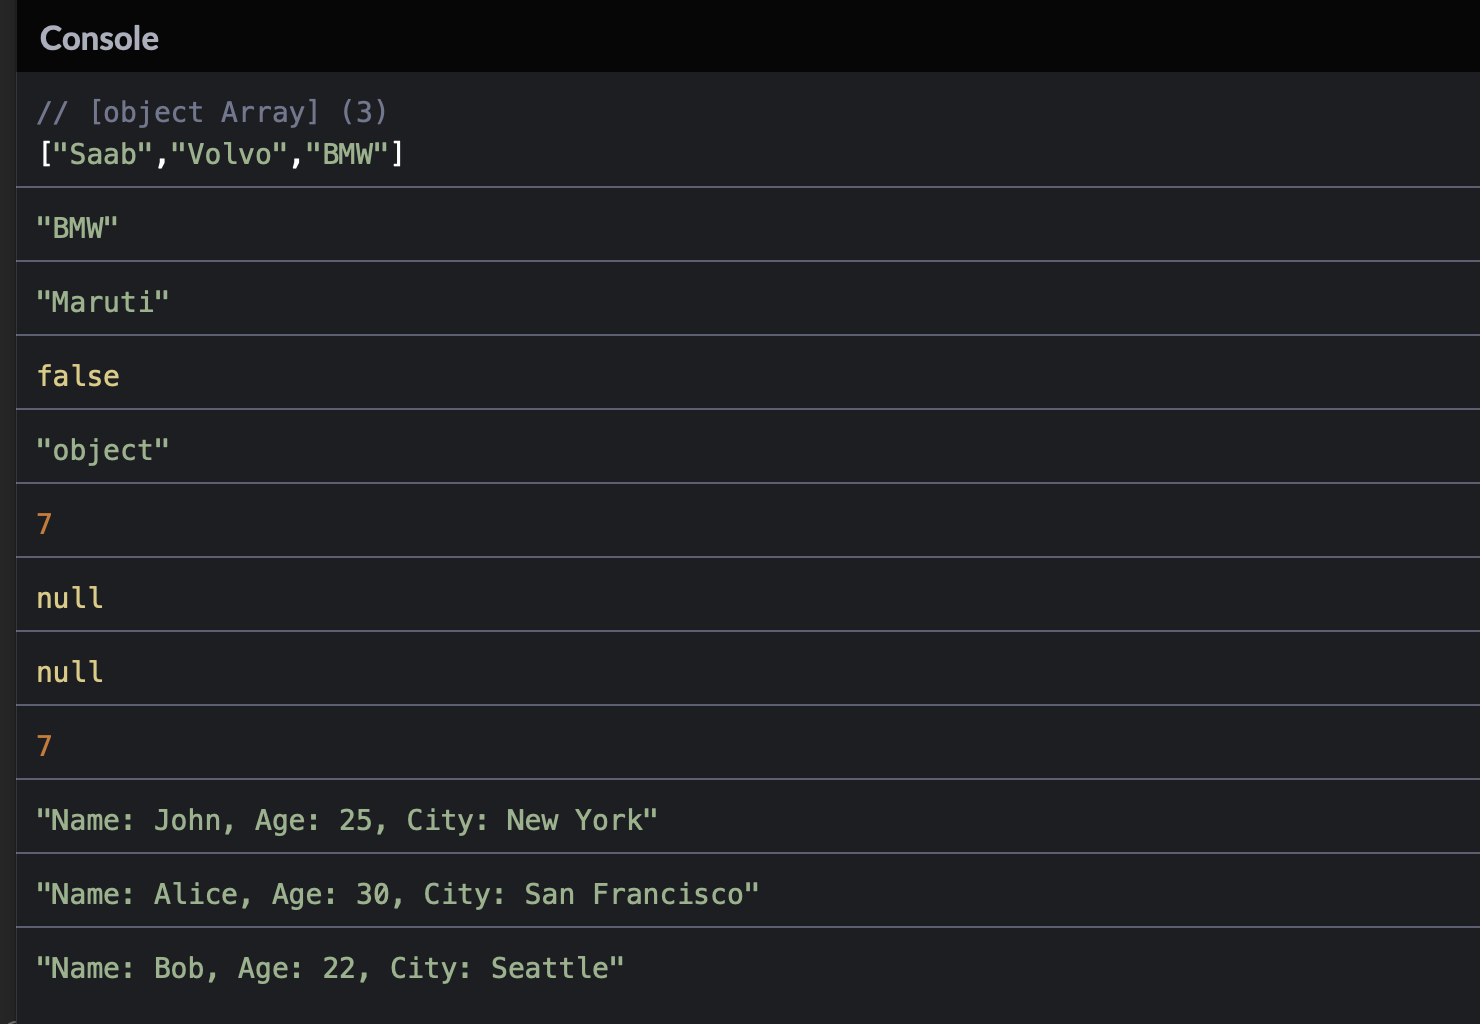 Console
// [object Array] (3)
["Saab","Volvo","BMW"]
"BMW"
"Maruti"
false
"object"
7
null
null
7
"Name: John, Age: 25, City: New York"
"Name: Alice, Age: 30, City: San Francisco"
"Name: Bob, Age: 22, City: Seattle"